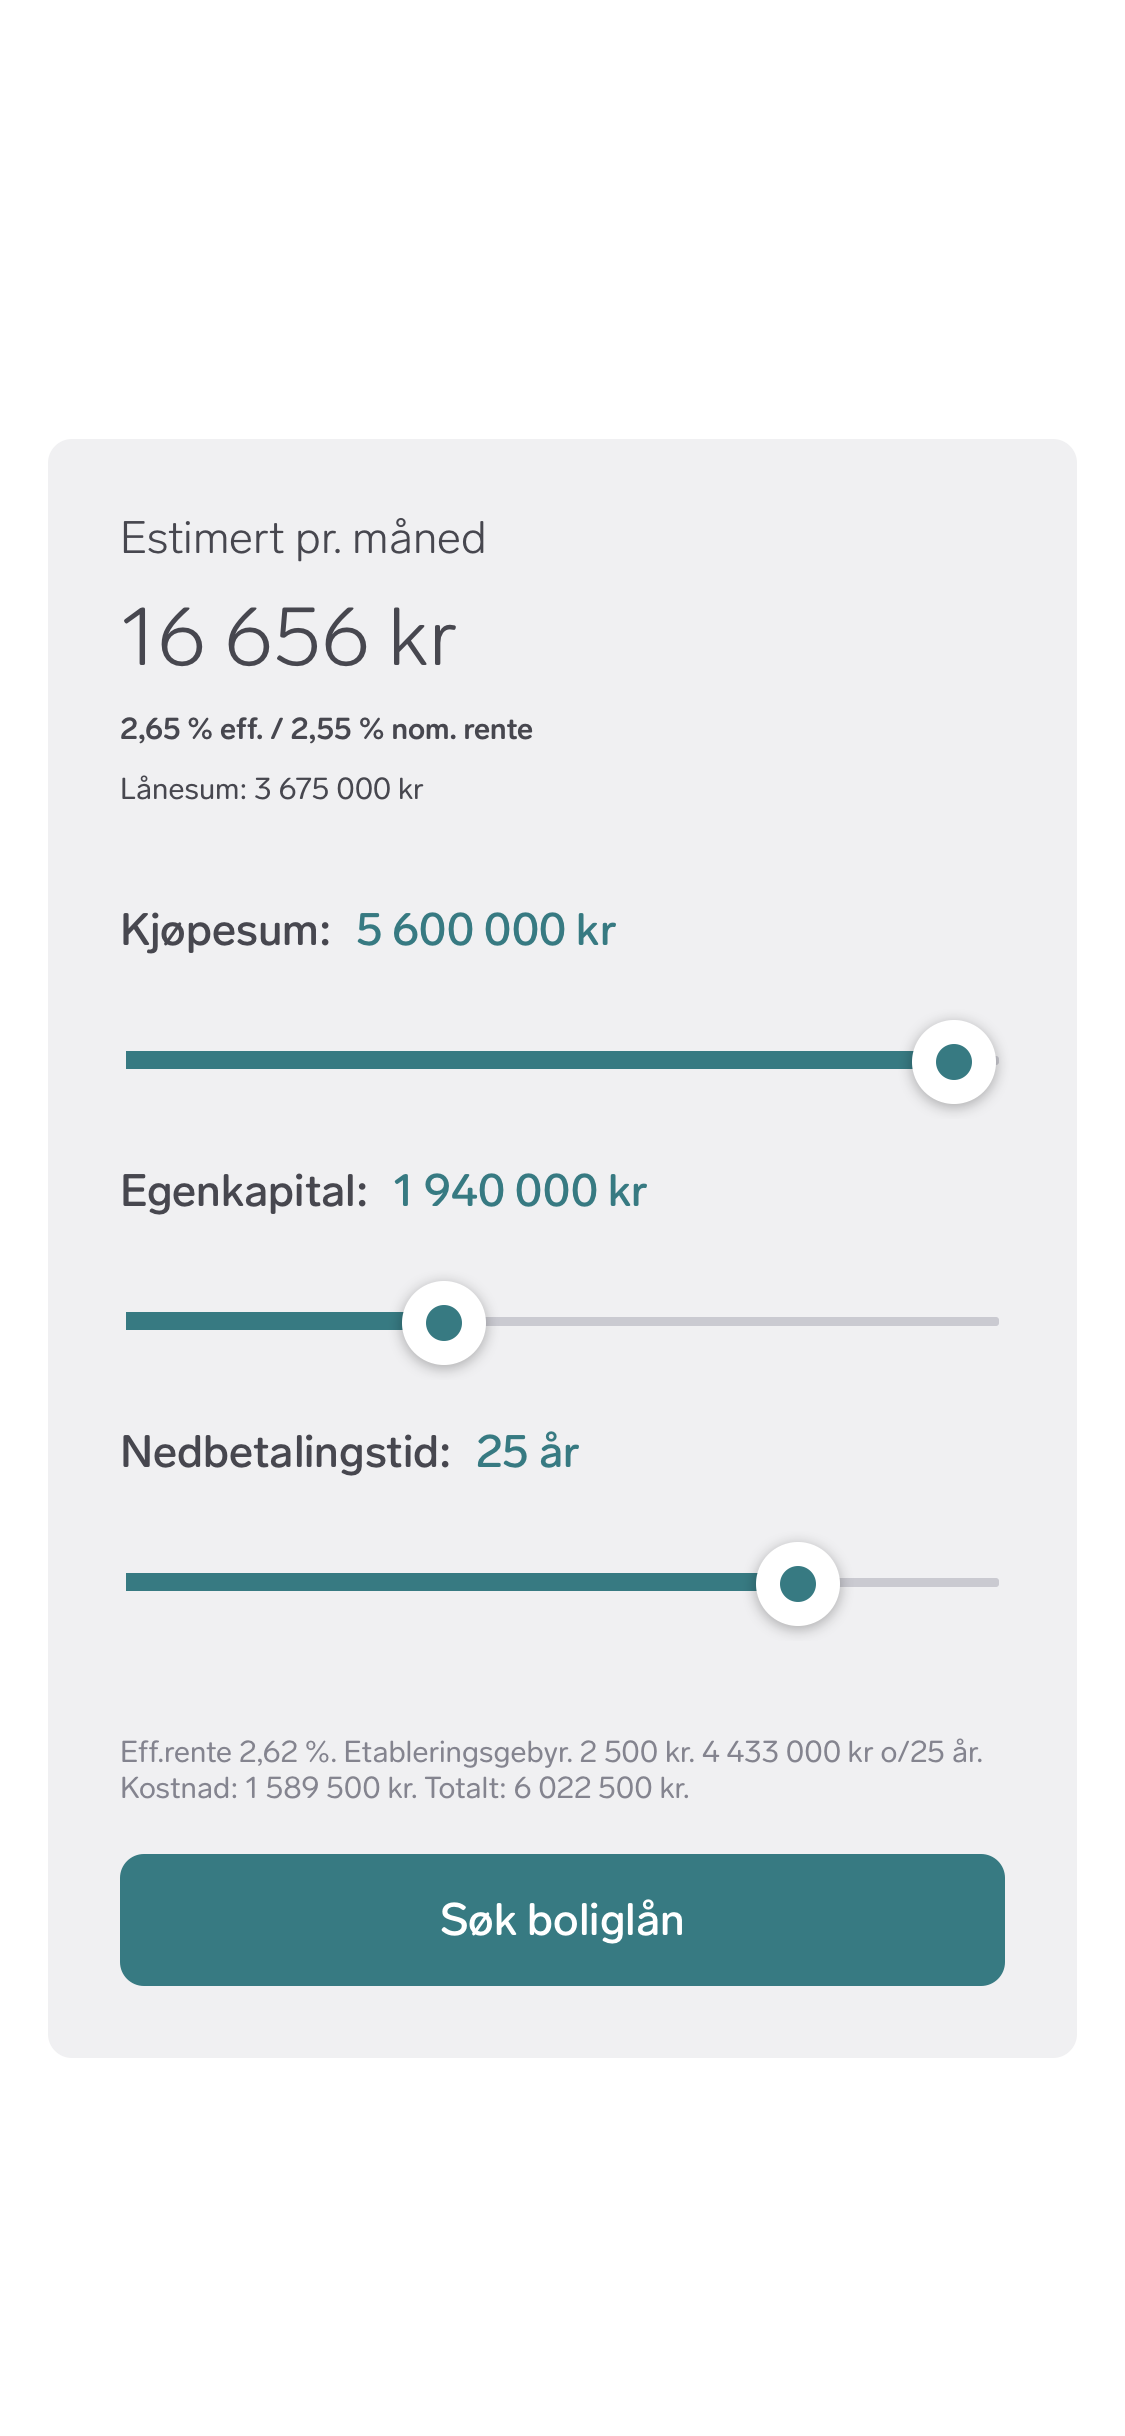 Estimert pr. måned
16 656 kr
2,65 % eff. / 2,55 % nom. rente
Lånesum: 3 675 000 kr
Kjøpesum: 5 600 000 kr
Egenkapital: 1 940 000 kr
Nedbetalingstid: 25 år
Eff.rente 2,62 %. Etableringsgebyr. 2 500 kr. 4 433 000 kr o/25 år.
Kostnad: 1 589 500 kr. Totalt: 6 022 500 kr.
Søk boliglån